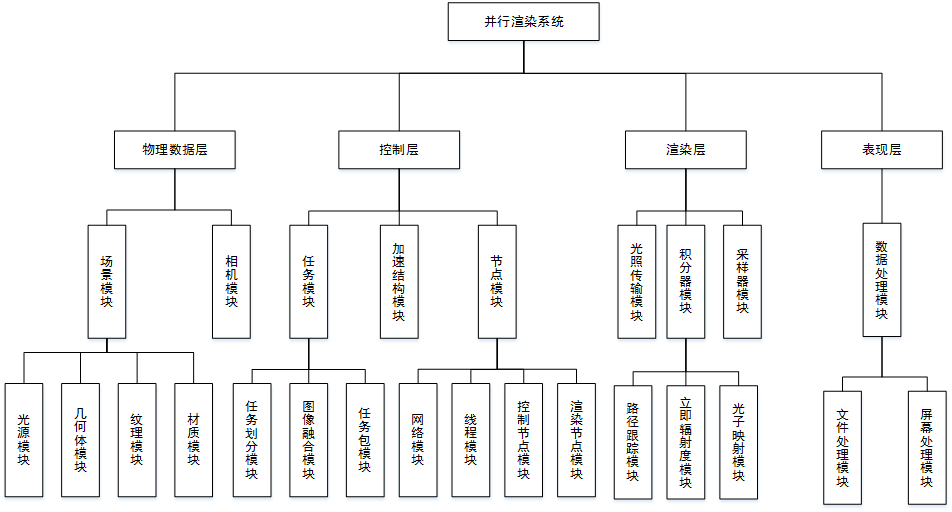 并行渲染系统
物理数据层
控制层
渲染层
表现层
场景模块
相机模块
任务模块
加速结构模块
节点模块
光照传输模块
积分器模块
采样器模块
数据处理模块
光源模块
几何体模块
纹理模块
材质模块
任务划分模块
图像融合模块
任务包模块
网络模块
线程模块
控制节点模块
渲染节点模块
路径跟踪模块
立即辐射度模块
光子映射模块
文件处理模块
屏幕处理模块